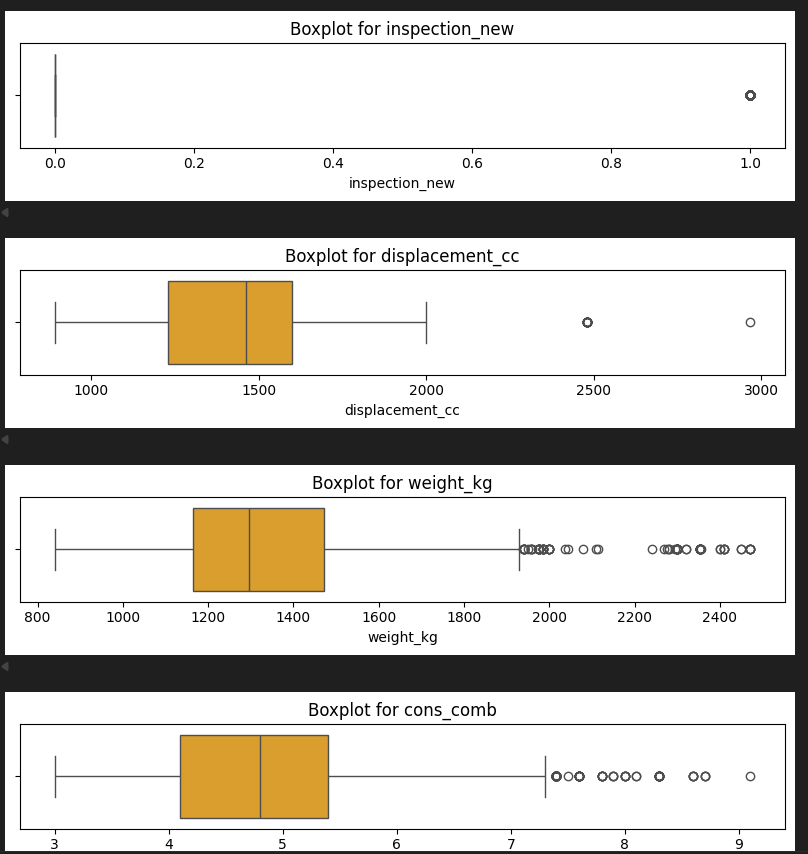 Boxplot for inspection_new
0.0 0.2 0.4 0.6 0.8 1.0
inspection_new
Boxplot for displacement_cc
1000 1500 2000 2500 3000
displacement_cc
Boxplot for weight_kg
800 1000 1200 1400 1600 1800 2000 2200 2400
weight_kg
Boxplot for cons_comb
3 4 5 6 7 8 9